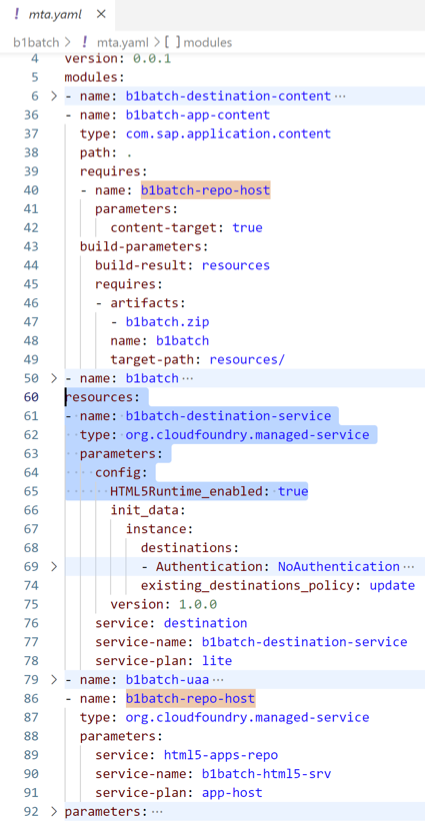 ! mta.yaml ×
b1batch > ! mta.yaml > [ ] modules
4 version: 0.0.1
5 modules:
6 > - name: b1batch-destination-content ···
36 - name: b1batch-app-content
37 type: com.sap.application.content
38 path: .
39 requires:
40 - name: b1batch-repo-host
41 parameters:
42 content-target: true
43 build-parameters:
44 build-result: resources
45 requires:
46 - artifacts:
47 - b1batch.zip
48 name: b1batch
49 target-path: resources/
50 > - name: b1batch ···
60 resources:
61 - name: b1batch-destination-service
62 type: org.cloudfoundry.managed-service
63 parameters:
64 config:
65 HTML5Runtime_enabled: true
66 init_data:
67 instance:
68 destinations:
69 > - Authentication: NoAuthentication ···
74 existing_destinations_policy: update
75 version: 1.0.0
76 service: destination
77 service-name: b1batch-destination-service
78 service-plan: lite
79 > - name: b1batch-uaa ···
86 - name: b1batch-repo-host
87 type: org.cloudfoundry.managed-service
88 parameters:
89 service: html5-apps-repo
90 service-name: b1batch-html5-srv
91 service-plan: app-host
92 > parameters: ···